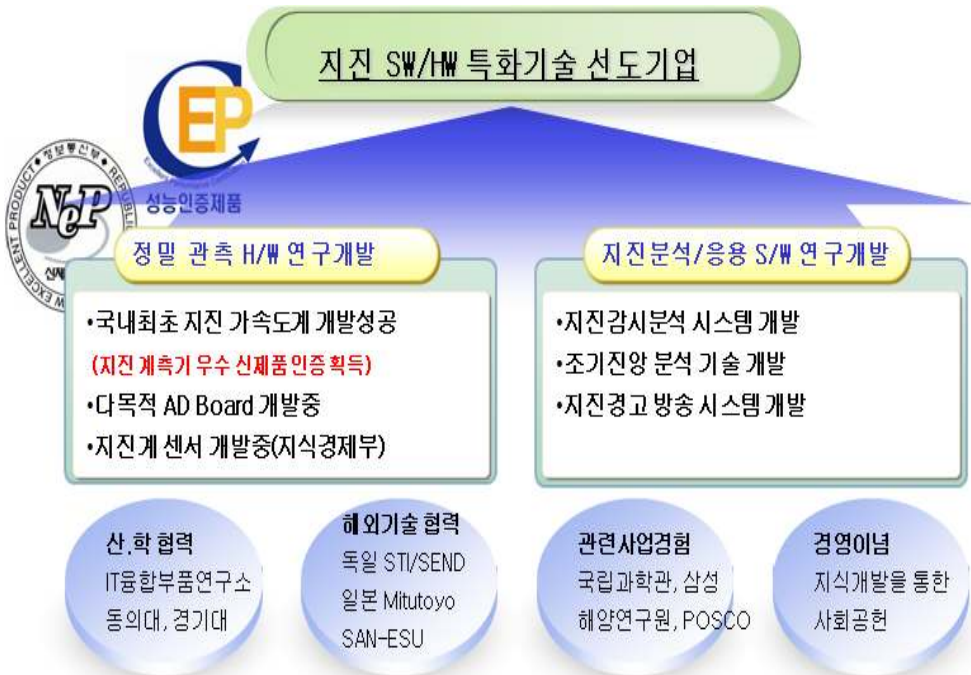 지진 SW/HW 특화기술 선도기업
EP
성능인증제품
정보통신부
NeP
EXCELLENT PRODUCT
정밀 관측 H/W 연구개발
•국내최초 지진 가속도계 개발성공
(지진 계측기 우수 신제품 인증 획득)
•다목적 AD Board 개발중
•지진계 센서 개발중(지식경제부)
지진분석/응용 S/W 연구개발
•지진감시분석 시스템 개발
•조기진앙 분석 기술 개발
•지진경고 방송 시스템 개발
산.학 협력
IT융합부품연구소
동의대, 경기대
해외기술 협력
독일 STI/SEND
일본 Mitutoyo
SAN-ESU
관련사업경험
국립과학관, 삼성
해양연구원, POSCO
경영이념
지식개발을 통한
사회공헌